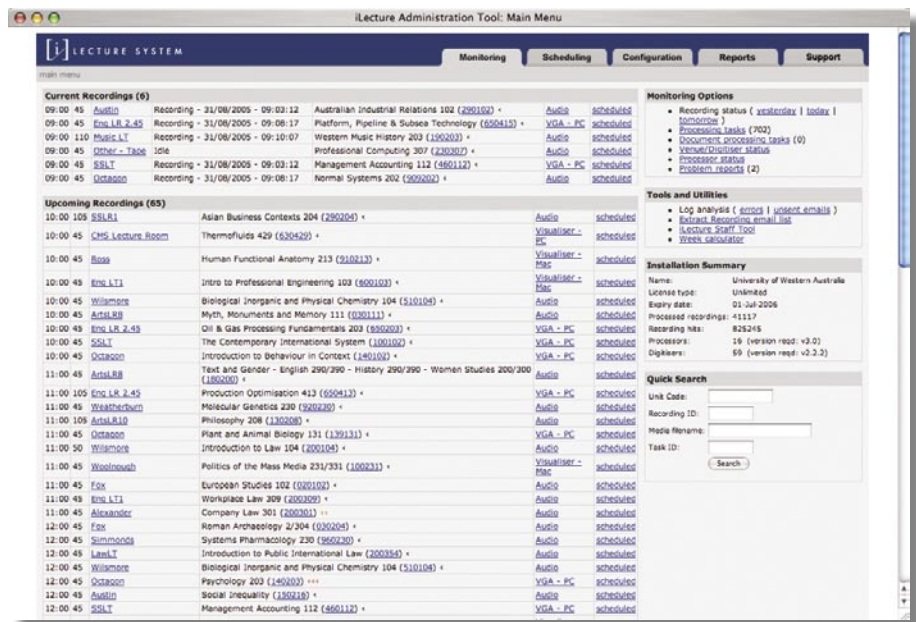 iLecture Administration Tool: Main Menu
[i] LECTURE SYSTEM
Monitoring Scheduling Configuration Reports Support
main menu
Current Recordings (6)
09:00 45 Austin Recording - 31/08/2005 - 09:03:12 Australian Industrial Relations 102 (290102) Audio scheduled
09:00 45 Eng LR 2.45 Recording - 31/08/2005 - 09:08:17 Platform, Pipeline & Subsea Technology (650415) VGA - PC scheduled
09:00 110 Music LT Recording - 31/08/2005 - 09:10:07 Western Music History 203 (190203) Audio scheduled
09:00 45 Other - Tape Idle Professional Computing 307 (230307) Audio scheduled
09:00 45 SSLT Recording - 31/08/2005 - 09:03:12 Management Accounting 112 (460112) VGA - PC scheduled
09:00 45 Octagon Recording - 31/08/2005 - 09:08:17 Normal Systems 202 (909202) Audio scheduled
Upcoming Recordings (65)
10:00 105 SSLR1 Asian Business Contexts 204 (290204) Audio scheduled
10:00 45 CMS Lecture Room Thermofluids 429 (630429) Visualiser - PC scheduled
10:00 45 Ross Human Functional Anatomy 213 (910213) Visualiser - Mac scheduled
10:00 45 Eng LT1 Intro to Professional Engineering 103 (600103) Visualiser - Mac scheduled
10:00 45 Wilsmore Biological Inorganic and Physical Chemistry 104 (510104) Audio scheduled
10:00 45 ArtsLR8 Myth, Monuments and Memory 111 (030111) Audio scheduled
10:00 45 Eng LR 2.45 Oil & Gas Processing Fundamentals 203 (650203) VGA - PC scheduled
10:00 45 SSLT The Contemporary International System (100102) VGA - PC scheduled
10:00 45 Octagon Introduction to Behaviour in Context (140102) VGA - PC scheduled
11:00 45 ArtsLR8 Text and Gender - English 290/390 - History 290/390 - Women Studies 200/300 (160200) Audio scheduled
11:00 105 Eng LR 2.45 Production Optimisation 413 (650413) VGA - PC scheduled
11:00 45 Weatherburn Molecular Genetics 230 (920230) Audio scheduled
11:00 105 ArtsLR10 Philosophy 208 (130208) Audio scheduled
11:00 45 Octagon Plant and Animal Biology 131 (139131) VGA - PC scheduled
11:00 50 Wilsmore Introduction to Law 104 (200104) Audio scheduled
11:00 45 Woolnough Politics of the Mass Media 231/331 (100231) Visualiser - Mac scheduled
11:00 45 Fox European Studies 102 (020102) Audio scheduled
11:00 45 Eng LT1 Workplace Law 309 (200309) Audio scheduled
11:00 45 Alexander Company Law 301 (200301) Audio scheduled
12:00 45 Fox Roman Archaeology 2/304 (030204) Audio scheduled
12:00 45 Simmonds Systems Pharmacology 230 (960230) Audio scheduled
12:00 45 LawLT Introduction to Public International Law (200354) Audio scheduled
12:00 45 Wilsmore Biological Inorganic and Physical Chemistry 104 (510104) Audio scheduled
12:00 45 Octagon Psychology 203 (140203) VGA - PC scheduled
12:00 45 Austin Social Inequality (150216) Audio scheduled
12:00 45 SSLT Management Accounting 112 (460112) VGA - PC scheduled
Monitoring Options
Recording status ( yesterday | today | tomorrow )
Processing tasks (702)
Document processing tasks (0)
Venue/Digitiser status
Processor status
Problem reports (2)
Tools and Utilities
Log analysis ( errors | unsent emails )
Extract Recording email list
iLecture Staff Tool
Week calculator
Installation Summary
Name: University of Western Australia
License type: Unlimited
Expiry date: 01-Jul-2006
Processed recordings: 41117
Recording hits: 825245
Processors: 16 (version reqd: v3.0)
Digitisers: 59 (version reqd: v2.2.2)
Quick Search
Unit Code:
Recording ID:
Media filename:
Task ID:
Search